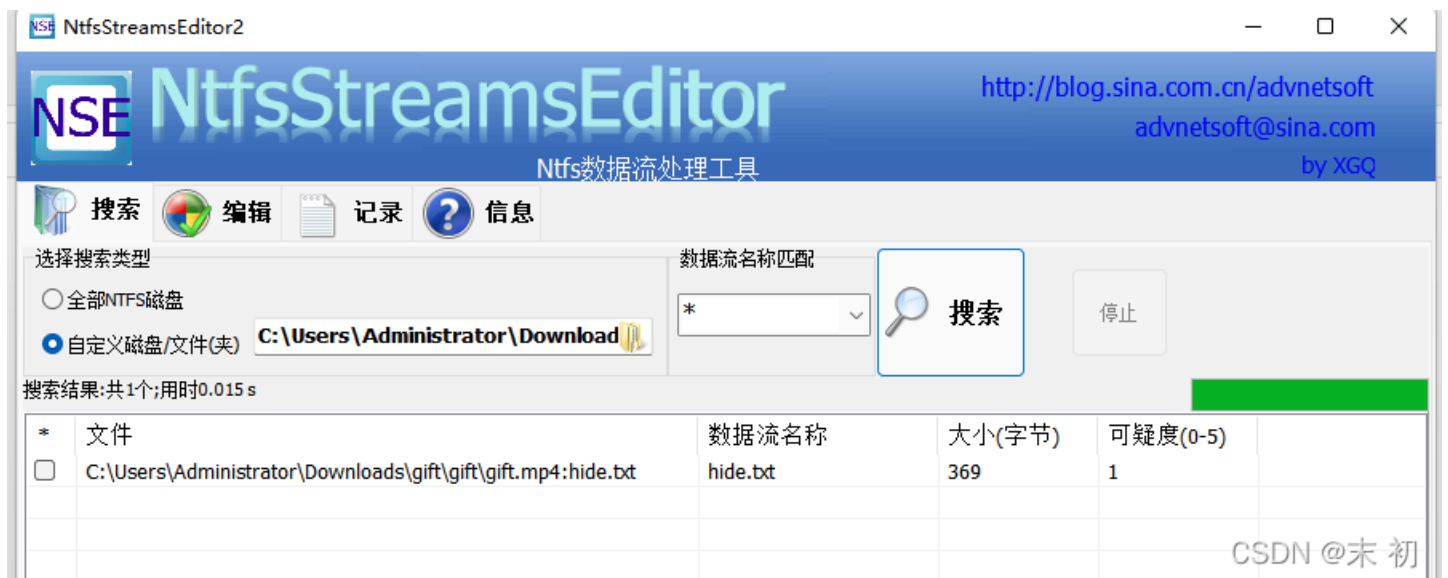 NSE NtfsStreamsEditor2
NSE NtfsStreamsEditor
http://blog.sina.com.cn/advnetsoft
advnetsoft@sina.com
Ntfs数据流处理工具
by XGQ
搜索 编辑 记录 信息
选择搜索类型 数据流名称匹配
全部NTFS磁盘
自定义磁盘/文件(夹) C:\Users\Administrator\Download * 搜索 停止
搜索结果:共1个;用时0.015 s
* 文件 数据流名称 大小(字节) 可疑度(0-5)
C:\Users\Administrator\Downloads\gift\gift\gift.mp4:hide.txt hide.txt 369 1
CSDN @末 初